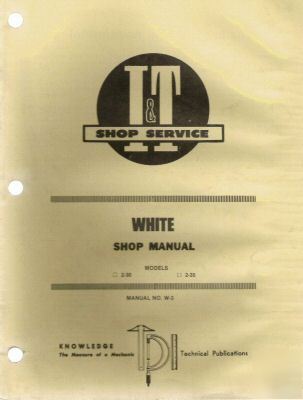 I&T
SHOP SERVICE
WHITE
SHOP MANUAL
MODELS
☐ 2-30 ☐ 2-35
MANUAL NO. W-3
KNOWLEDGE
The Measure of a Mechanic
Technical Publications